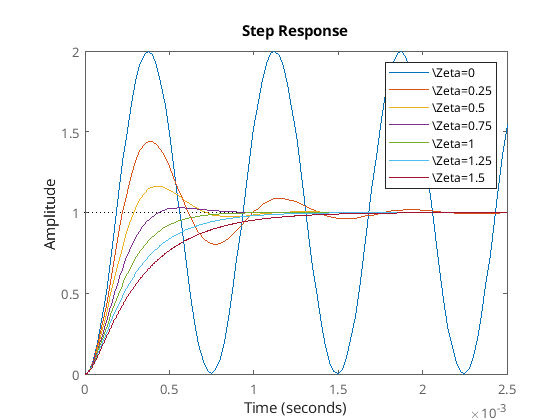 Step Response
2
1.5
1
0.5
0
Amplitude
\Zeta=0
\Zeta=0.25
\Zeta=0.5
\Zeta=0.75
\Zeta=1
\Zeta=1.25
\Zeta=1.5
0 0.5 1 1.5 2 2.5
Time (seconds)
×10⁻³